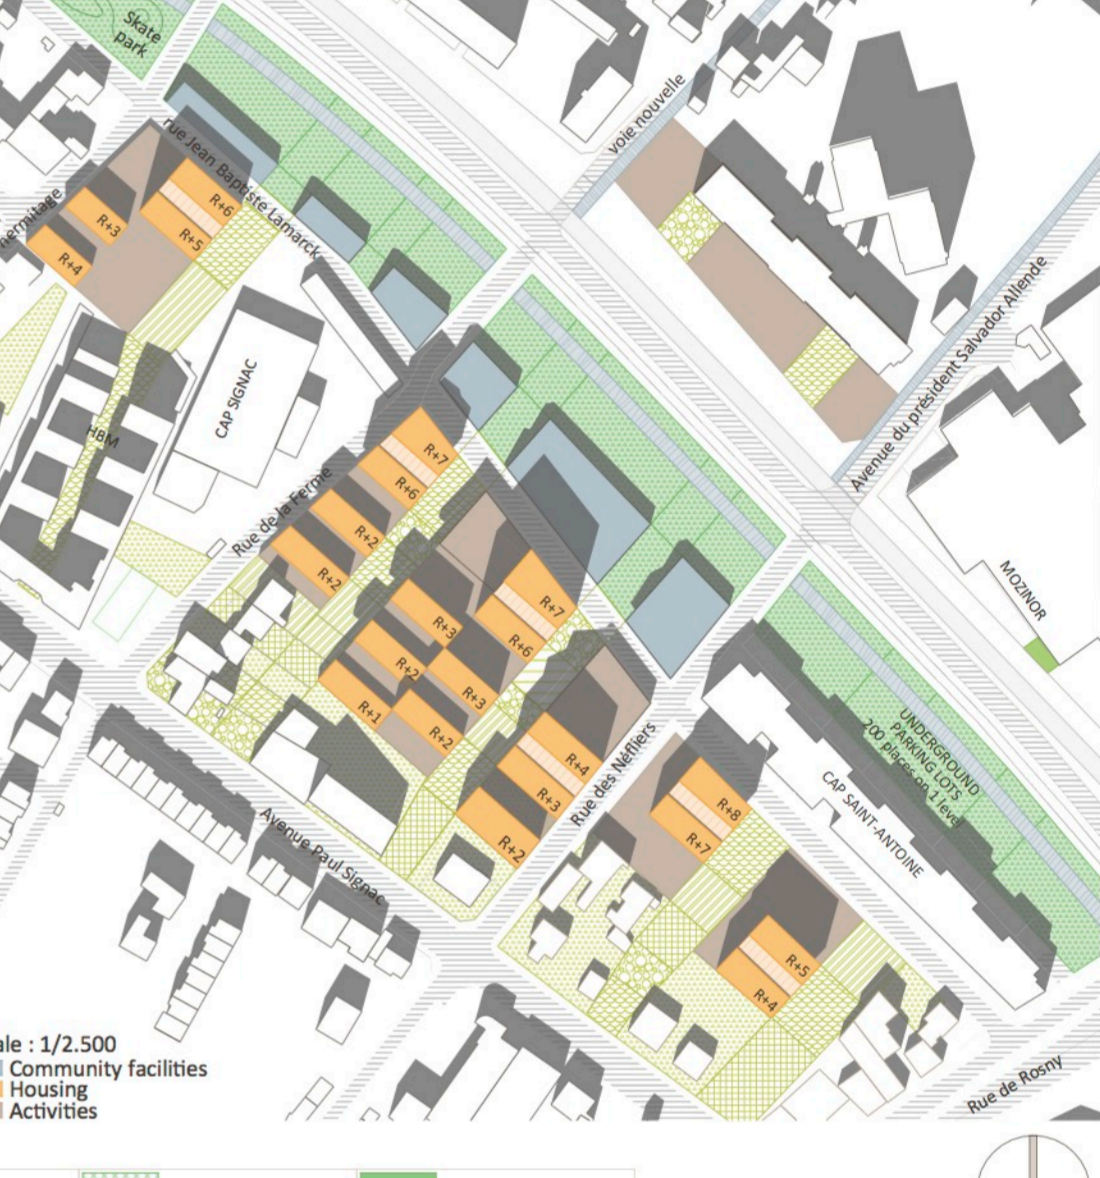 Skate
park
voie nouvelle
rue Jean Baptiste Lamarck
hermitage
R+6
R+3
R+5
R+4
Avenue du président Salvador Allende
CAP SIGNAC
HBM
R+7
R+6
Rue de la Ferme
R+2
R+2
MOZINOR
R+7
R+3
R+6
R+2
R+3
R+1
R+2
UNDERGROUND
PARKING LOTS
200 places on 1 level
R+4
Rue des Néfliers
R+3
CAP SAINT-ANTOINE
R+8
R+2
R+7
Avenue Paul Signac
R+5
R+4
Rue de Rosny
ale : 1/2.500
Community facilities
Housing
Activities